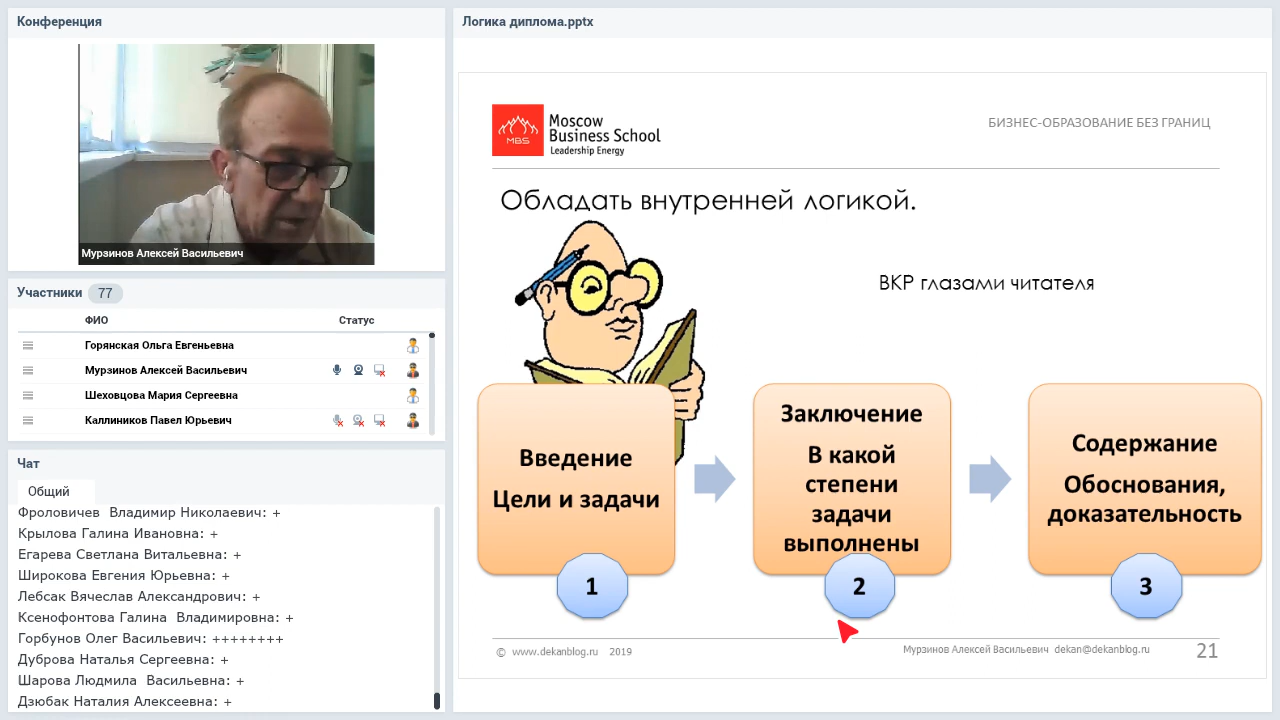 Конференция
Мурзинов Алексей Васильевич
Участники 77
ФИО Статус
Горянская Ольга Евгеньевна
Мурзинов Алексей Васильевич
Шеховцова Мария Сергеевна
Каллиников Павел Юрьевич
Чат
Общий
Фроловичев Владимир Николаевич: +
Крылова Галина Ивановна: +
Егарева Светлана Витальевна: +
Широкова Евгения Юрьевна: +
Лебсак Вячеслав Александрович: +
Ксенофонтова Галина Владимировна: +
Горбунов Олег Васильевич: ++++++++
Дуброва Наталья Сергеевна: +
Шарова Людмила Васильевна: +
Дзюбак Наталия Алексеевна: +
Логика диплома.pptx
MBS
Moscow
Business School
Leadership Energy
БИЗНЕС-ОБРАЗОВАНИЕ БЕЗ ГРАНИЦ
Обладать внутренней логикой.
ВКР глазами читателя
Введение
Цели и задачи
1
Заключение
В какой
степени
задачи
выполнены
2
Содержание
Обоснования,
доказательность
3
© www.dekanblog.ru 2019
Мурзинов Алексей Васильевич dekan@dekanblog.ru
21